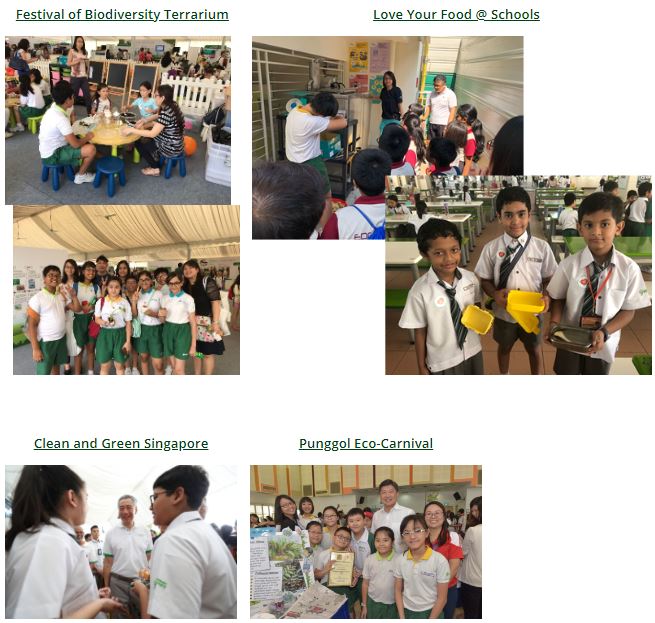 Festival of Biodiversity Terrarium
Love Your Food @ Schools
Clean and Green Singapore
Punggol Eco-Carnival